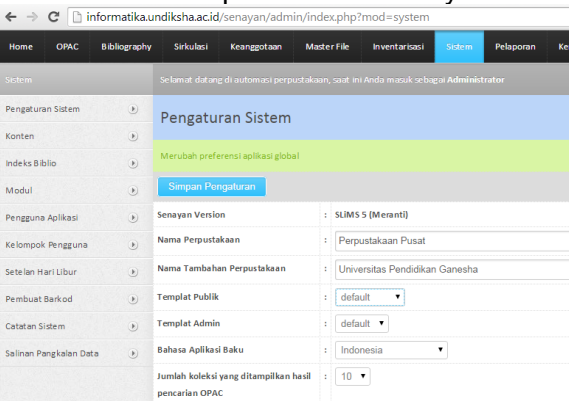 informatika.undiksha.ac.id/senayan/admin/index.php?mod=system
Home OPAC Bibliography Sirkulasi Keanggotaan Master File Inventarisasi Sistem Pelaporan
Sistem
Selamat datang di automasi perpustakaan, saat ini Anda masuk sebagai Administrator
Pengaturan Sistem
Konten
Indeks Biblio
Modul
Pengguna Aplikasi
Kelompok Pengguna
Setelan Hari Libur
Pembuat Barkod
Catatan Sistem
Salinan Pangkalan Data
Pengaturan Sistem
Merubah preferensi aplikasi global
Simpan Pengaturan
Senayan Version : SLiMS 5 (Meranti)
Nama Perpustakaan : Perpustakaan Pusat
Nama Tambahan Perpustakaan : Universitas Pendidikan Ganesha
Templat Publik : default
Templat Admin : default
Bahasa Aplikasi Baku : Indonesia
Jumlah koleksi yang ditampilkan hasil : 10
pencarian OPAC